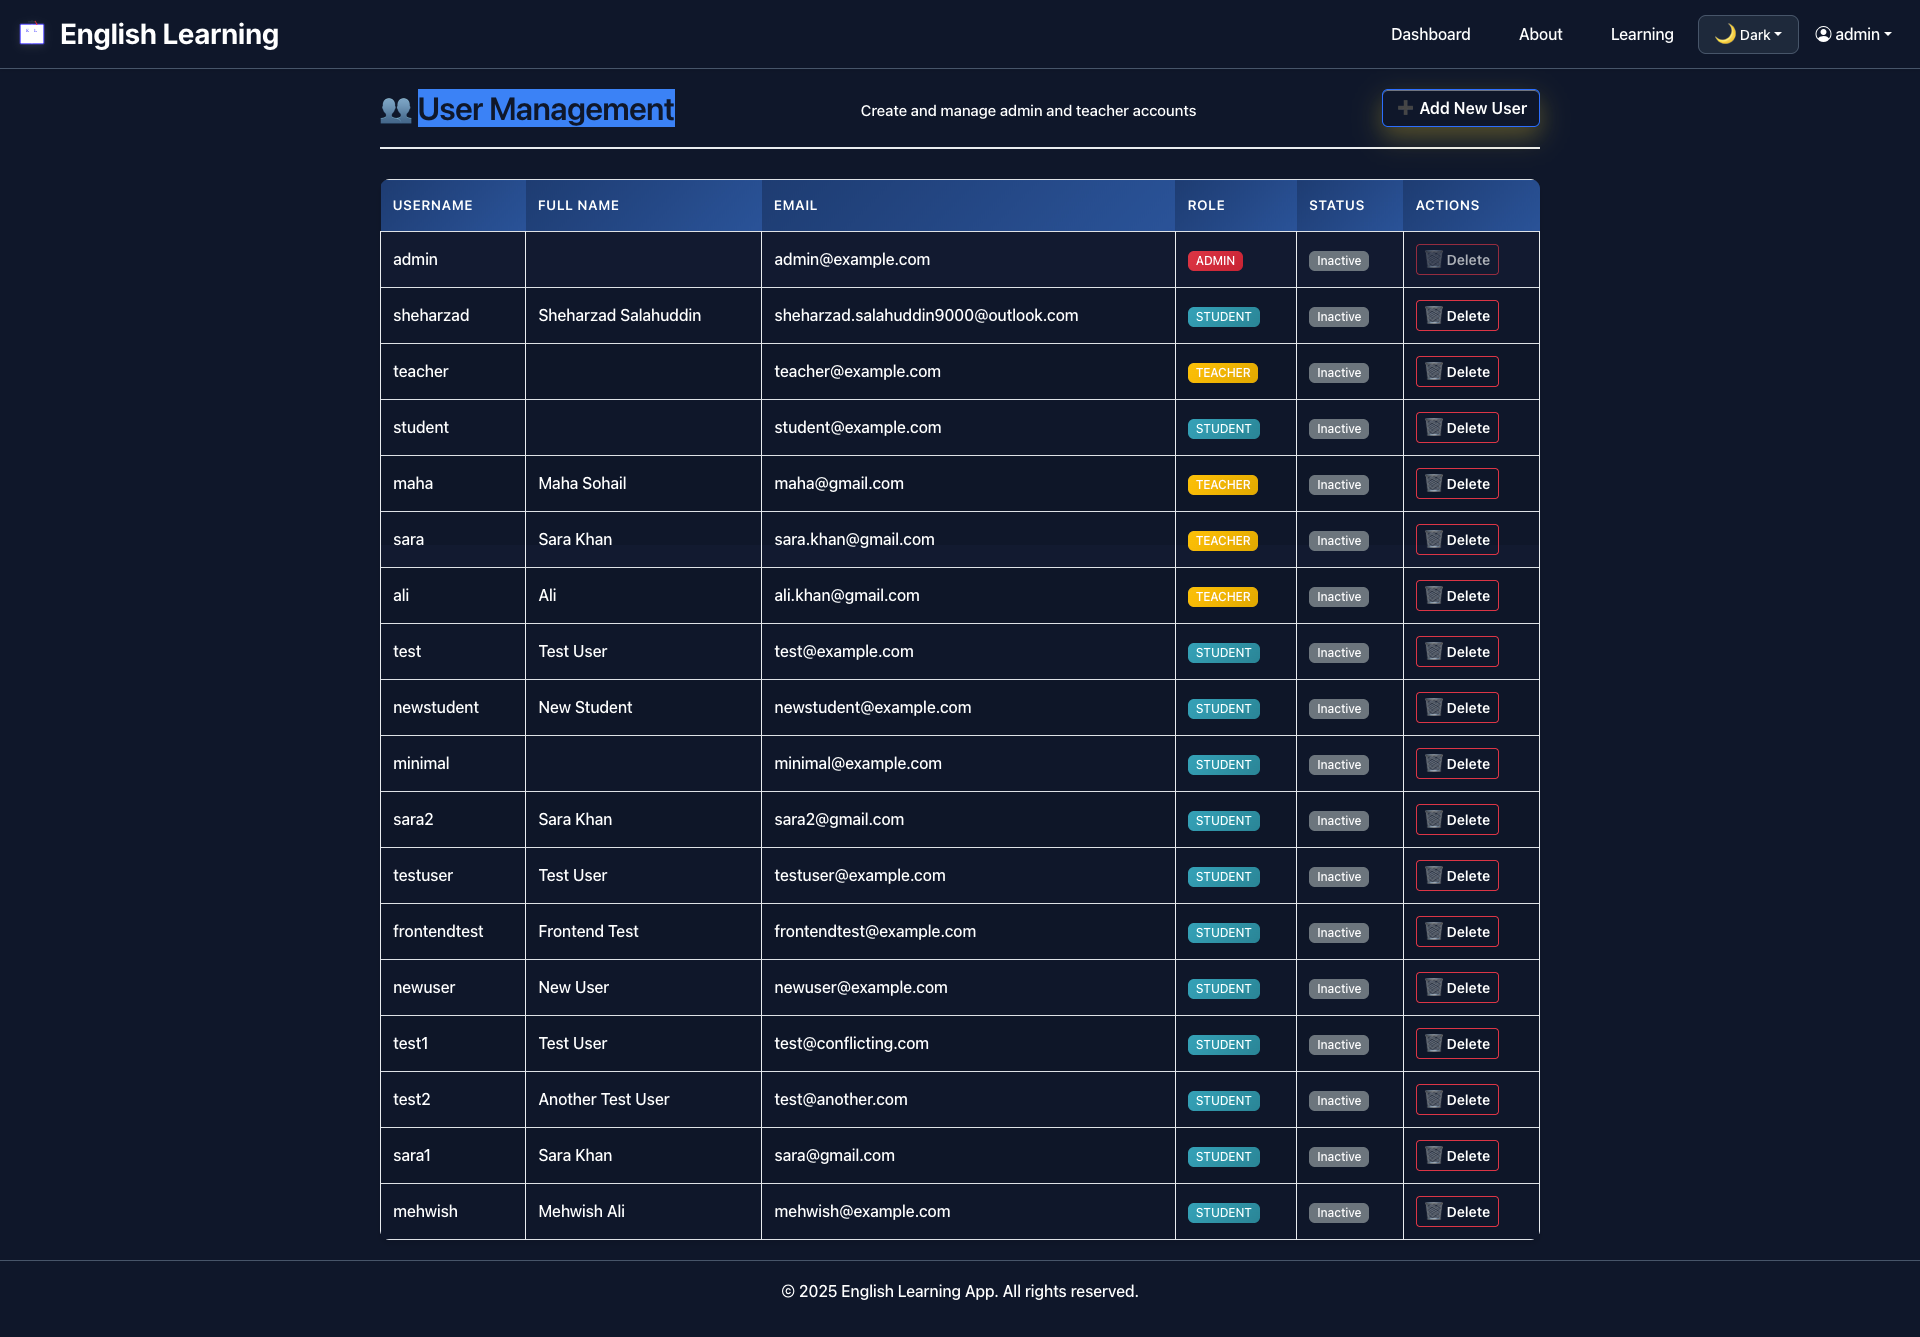 English Learning
Dashboard About Learning 🌙 Dark admin
👥 User Management
Create and manage admin and teacher accounts
➕ Add New User
USERNAME FULL NAME EMAIL ROLE STATUS ACTIONS
admin admin@example.com ADMIN Inactive Delete
sheharzad Sheharzad Salahuddin sheharzad.salahuddin9000@outlook.com STUDENT Inactive Delete
teacher teacher@example.com TEACHER Inactive Delete
student student@example.com STUDENT Inactive Delete
maha Maha Sohail maha@gmail.com TEACHER Inactive Delete
sara Sara Khan sara.khan@gmail.com TEACHER Inactive Delete
ali Ali ali.khan@gmail.com TEACHER Inactive Delete
test Test User test@example.com STUDENT Inactive Delete
newstudent New Student newstudent@example.com STUDENT Inactive Delete
minimal minimal@example.com STUDENT Inactive Delete
sara2 Sara Khan sara2@gmail.com STUDENT Inactive Delete
testuser Test User testuser@example.com STUDENT Inactive Delete
frontendtest Frontend Test frontendtest@example.com STUDENT Inactive Delete
newuser New User newuser@example.com STUDENT Inactive Delete
test1 Test User test@conflicting.com STUDENT Inactive Delete
test2 Another Test User test@another.com STUDENT Inactive Delete
sara1 Sara Khan sara@gmail.com STUDENT Inactive Delete
mehwish Mehwish Ali mehwish@example.com STUDENT Inactive Delete
© 2025 English Learning App. All rights reserved.